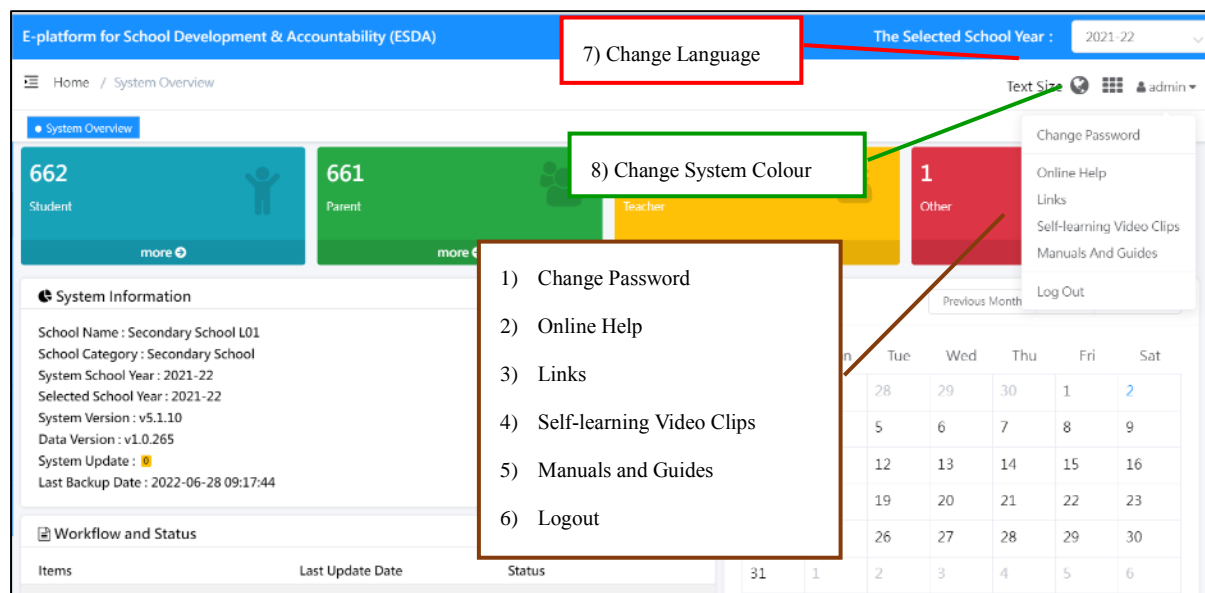 E-platform for School Development & Accountability (ESDA)
The Selected School Year :
2021-22
7) Change Language
Home / System Overview
Text Size
admin
System Overview
Change Password
Online Help
Links
Self-learning Video Clips
Manuals And Guides
Log Out
8) Change System Colour
662
Student
more
661
Parent
more
Teacher
1
Other
1) Change Password
2) Online Help
3) Links
4) Self-learning Video Clips
5) Manuals and Guides
6) Logout
System Information
School Name : Secondary School L01
School Category : Secondary School
System School Year : 2021-22
Selected School Year : 2021-22
System Version : v5.1.10
Data Version : v1.0.265
System Update : 0
Last Backup Date : 2022-06-28 09:17:44
Workflow and Status
Items Last Update Date Status
Previous Month
Tue Wed Thu Fri Sat
28 29 30 1 2
5 6 7 8 9
12 13 14 15 16
19 20 21 22 23
26 27 28 29 30
31 1 2 3 4 5 6